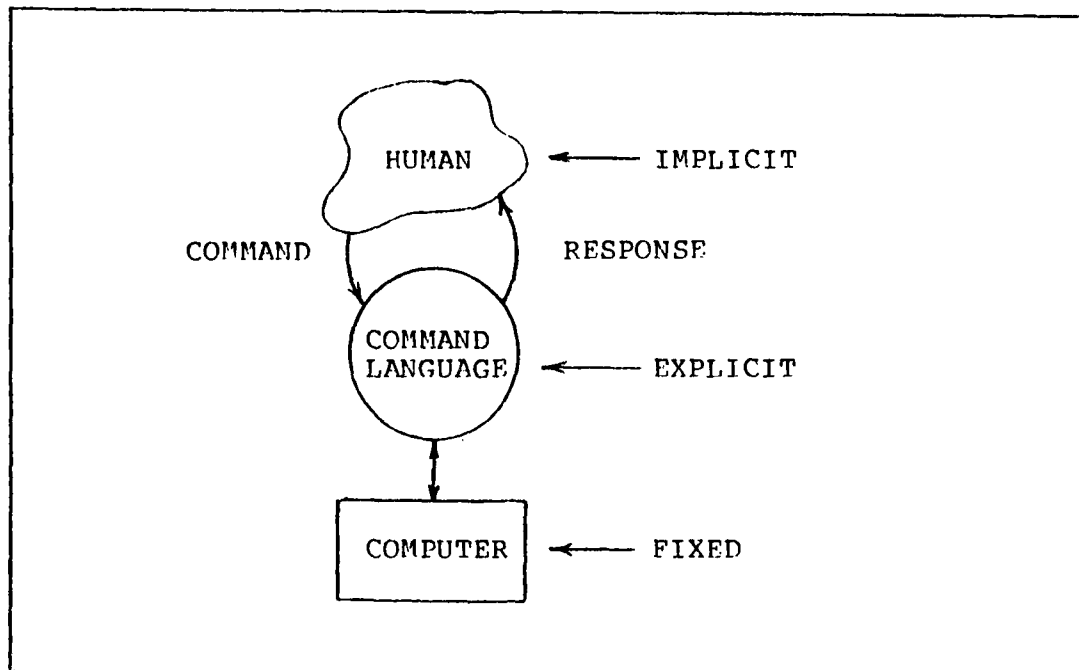 HUMAN
IMPLICIT
COMMAND
RESPONSE
COMMAND
LANGUAGE
EXPLICIT
COMPUTER
FIXED